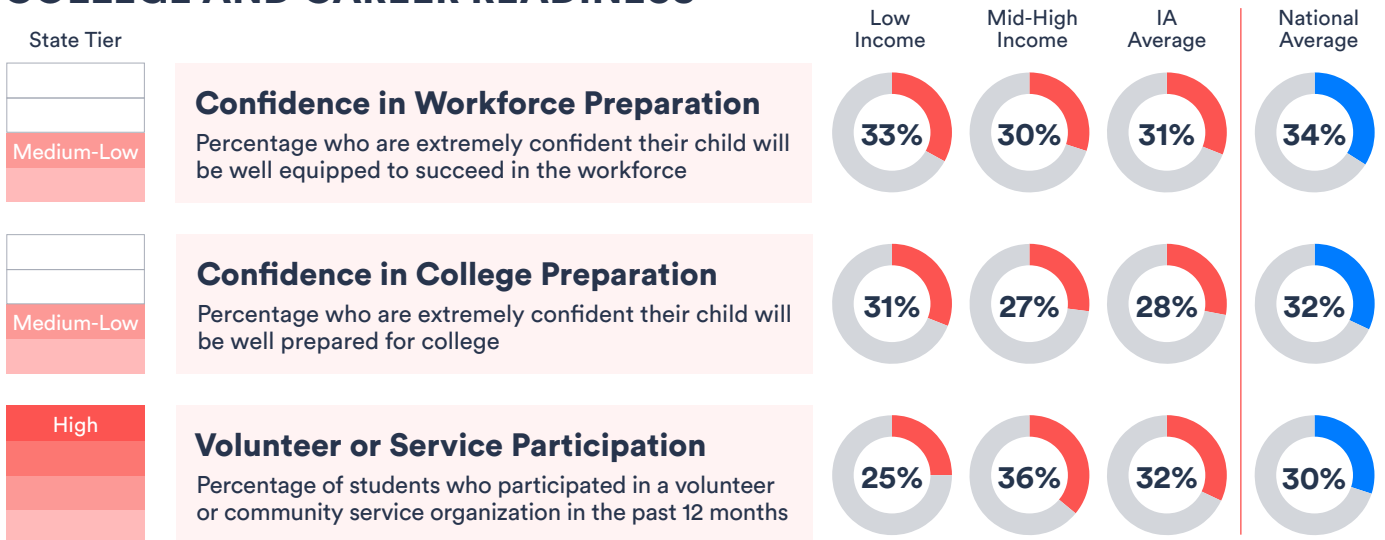 COLLEGE AND CAREER READINESS
State Tier
Low
Income
Mid-High
Income
IA
Average
National
Average
Medium-Low
Confidence in Workforce Preparation
Percentage who are extremely confident their child will
be well equipped to succeed in the workforce
33%
30%
31%
34%
Medium-Low
Confidence in College Preparation
Percentage who are extremely confident their child will
be well prepared for college
31%
27%
28%
32%
High
Volunteer or Service Participation
Percentage of students who participated in a volunteer
or community service organization in the past 12 months
25%
36%
32%
30%